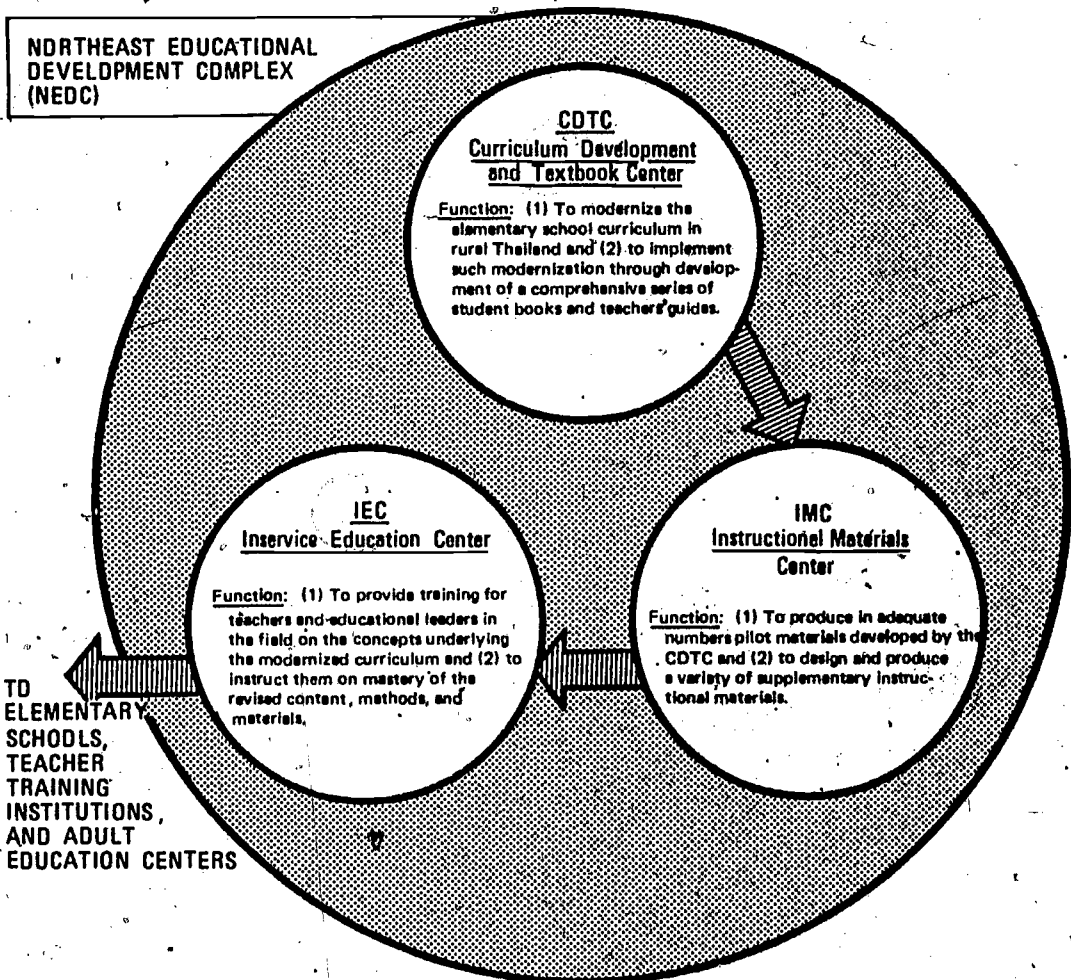 NORTHEAST EDUCATIONAL
DEVELOPMENT COMPLEX
(NEDC)
CDTC
Curriculum Development
and Textbook Center
Function: (1) To modernize the
elementary school curriculum in
rural Thailand and (2) to implement
such modernization through develop-
ment of a comprehensive series of
student books and teachers' guides.
IEC
Inservice Education Center
Function: (1) To provide training for
teachers and educational leaders in
the field on the concepts underlying
the modernized curriculum and (2) to
instruct them on mastery of the
revised content, methods, and
materials.
IMC
Instructional Materials
Center
Function: (1) To produce in adequate
numbers pilot materials developed by the
CDTC and (2) to design and produce
a variety of supplementary instruc-
tional materials.
TO
ELEMENTARY
SCHOOLS,
TEACHER
TRAINING
INSTITUTIONS,
AND ADULT
EDUCATION CENTERS